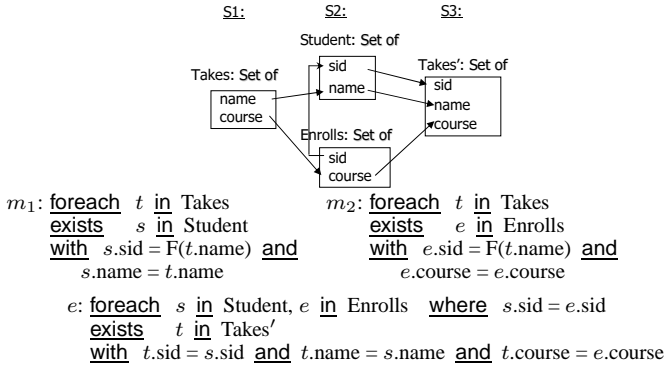 S1: S2: S3:
Student: Set of
Takes: Set of
Takes′: Set of
sid
name
name
course
sid
name
course
Enrolls: Set of
sid
course
m1: foreach t in Takes
exists s in Student
with s.sid = F(t.name) and
s.name = t.name
m2: foreach t in Takes
exists e in Enrolls
with e.sid = F(t.name) and
e.course = e.course
e: foreach s in Student, e in Enrolls where s.sid = e.sid
exists t in Takes′
with t.sid = s.sid and t.name = s.name and t.course = e.course